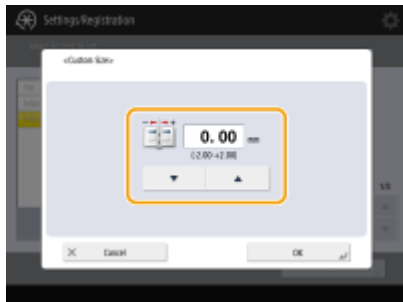 Settings/Registration
<Custom Size>
0. 00 mm
(-2.00-+2.00)
▼ ▲
1/1
× Cancel
OK